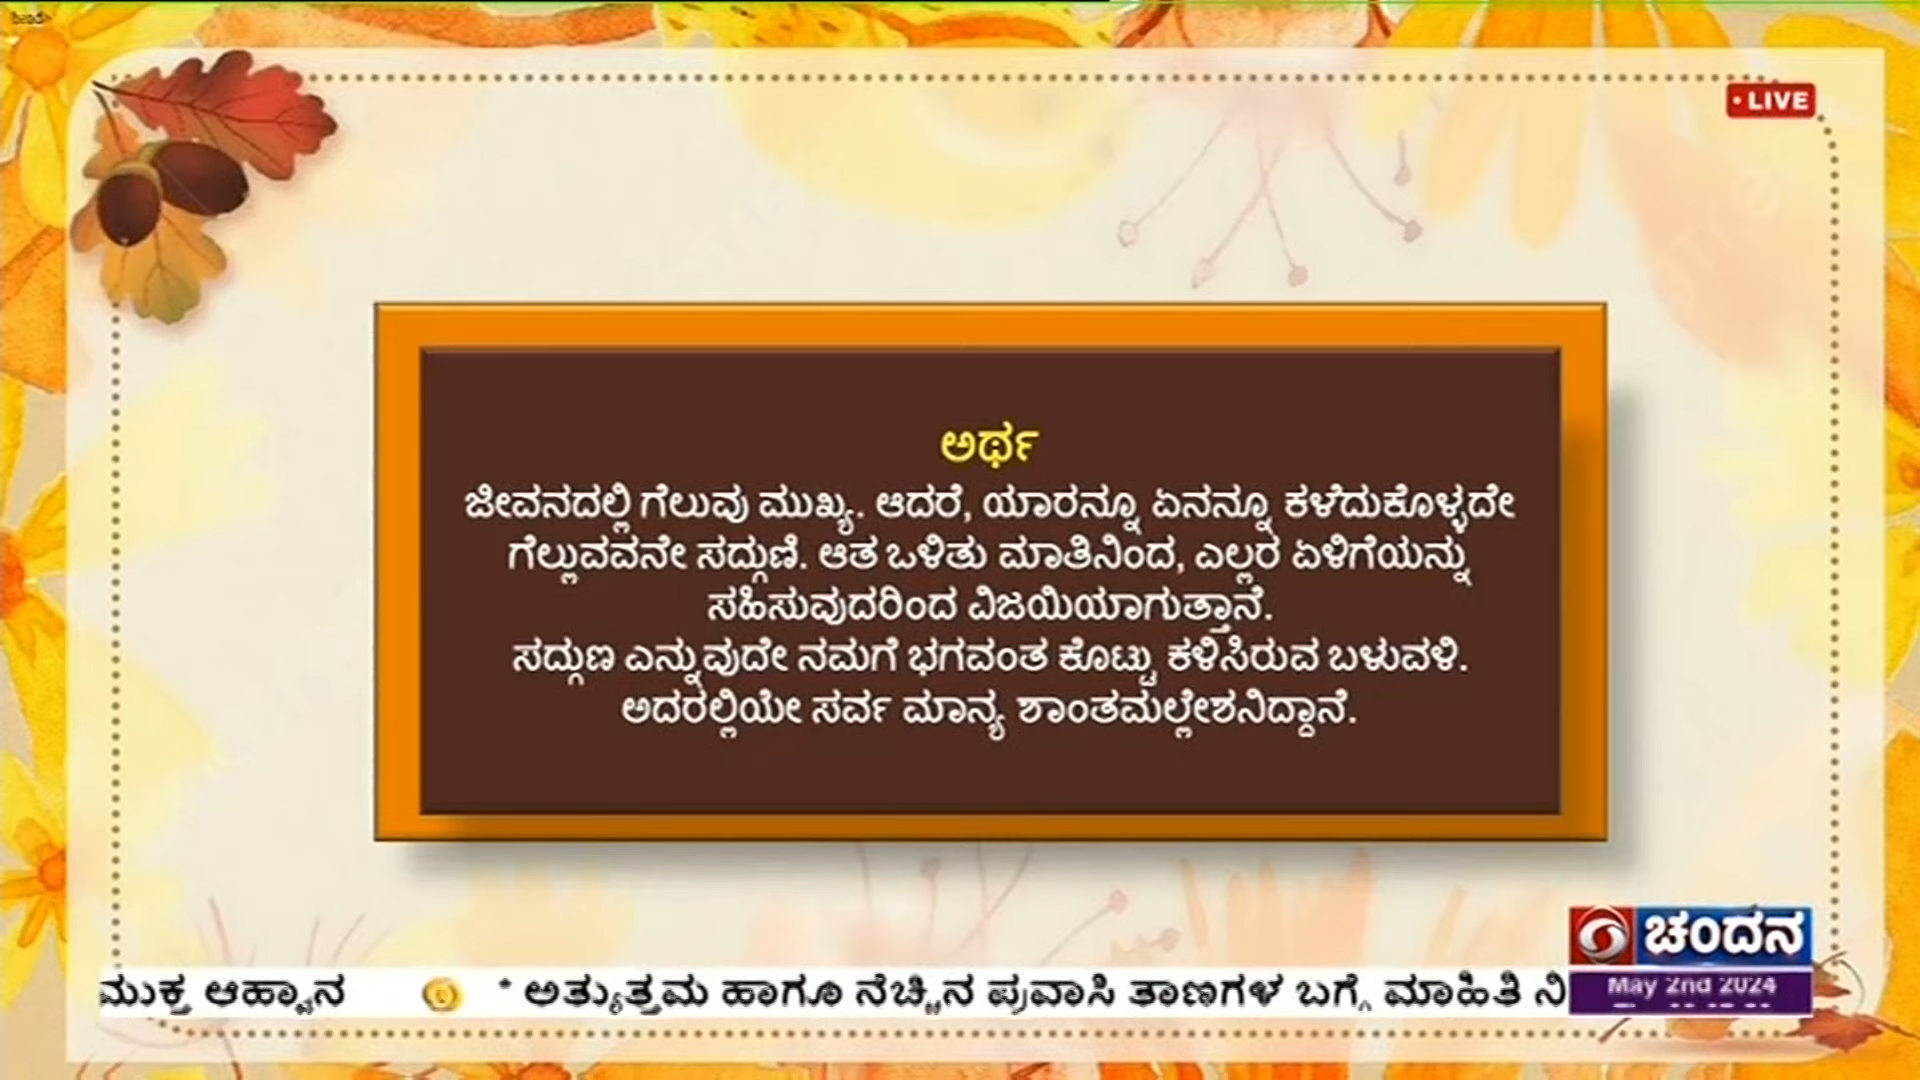 LIVE
ಅರ್ಥ
ಜೀವನದಲ್ಲಿ ಗೆಲುವು ಮುಖ್ಯ. ಆದರೆ, ಯಾರನ್ನೂ ಏನನ್ನೂ ಕಳೆದುಕೊಳ್ಳದೇ
ಗೆಲ್ಲುವವನೇ ಸದ್ಗುಣಿ. ಆತ ಒಳಿತು ಮಾತಿನಿಂದ, ಎಲ್ಲರ ಏಳಿಗೆಯನ್ನು
ಸಹಿಸುವುದರಿಂದ ವಿಜಯಿಯಾಗುತ್ತಾನೆ.
ಸದ್ಗುಣ ಎನ್ನುವುದೇ ನಮಗೆ ಭಗವಂತ ಕೊಟ್ಟು ಕಳಿಸಿರುವ ಬಳುವಳಿ.
ಅದರಲ್ಲಿಯೇ ಸರ್ವ ಮಾನ್ಯ ಶಾಂತಮಲ್ಲೇಶನಿದ್ದಾನೆ.
ಚಂದನ
ಮುಕ್ತ ಆಹ್ವಾನ * ಅತ್ಯುತ್ತಮ ಹಾಗೂ ನೆಚ್ಚಿನ ಪ್ರವಾಸಿ ತಾಣಗಳ ಬಗ್ಗೆ ಮಾಹಿತಿ ನಿ
May 2nd 2024